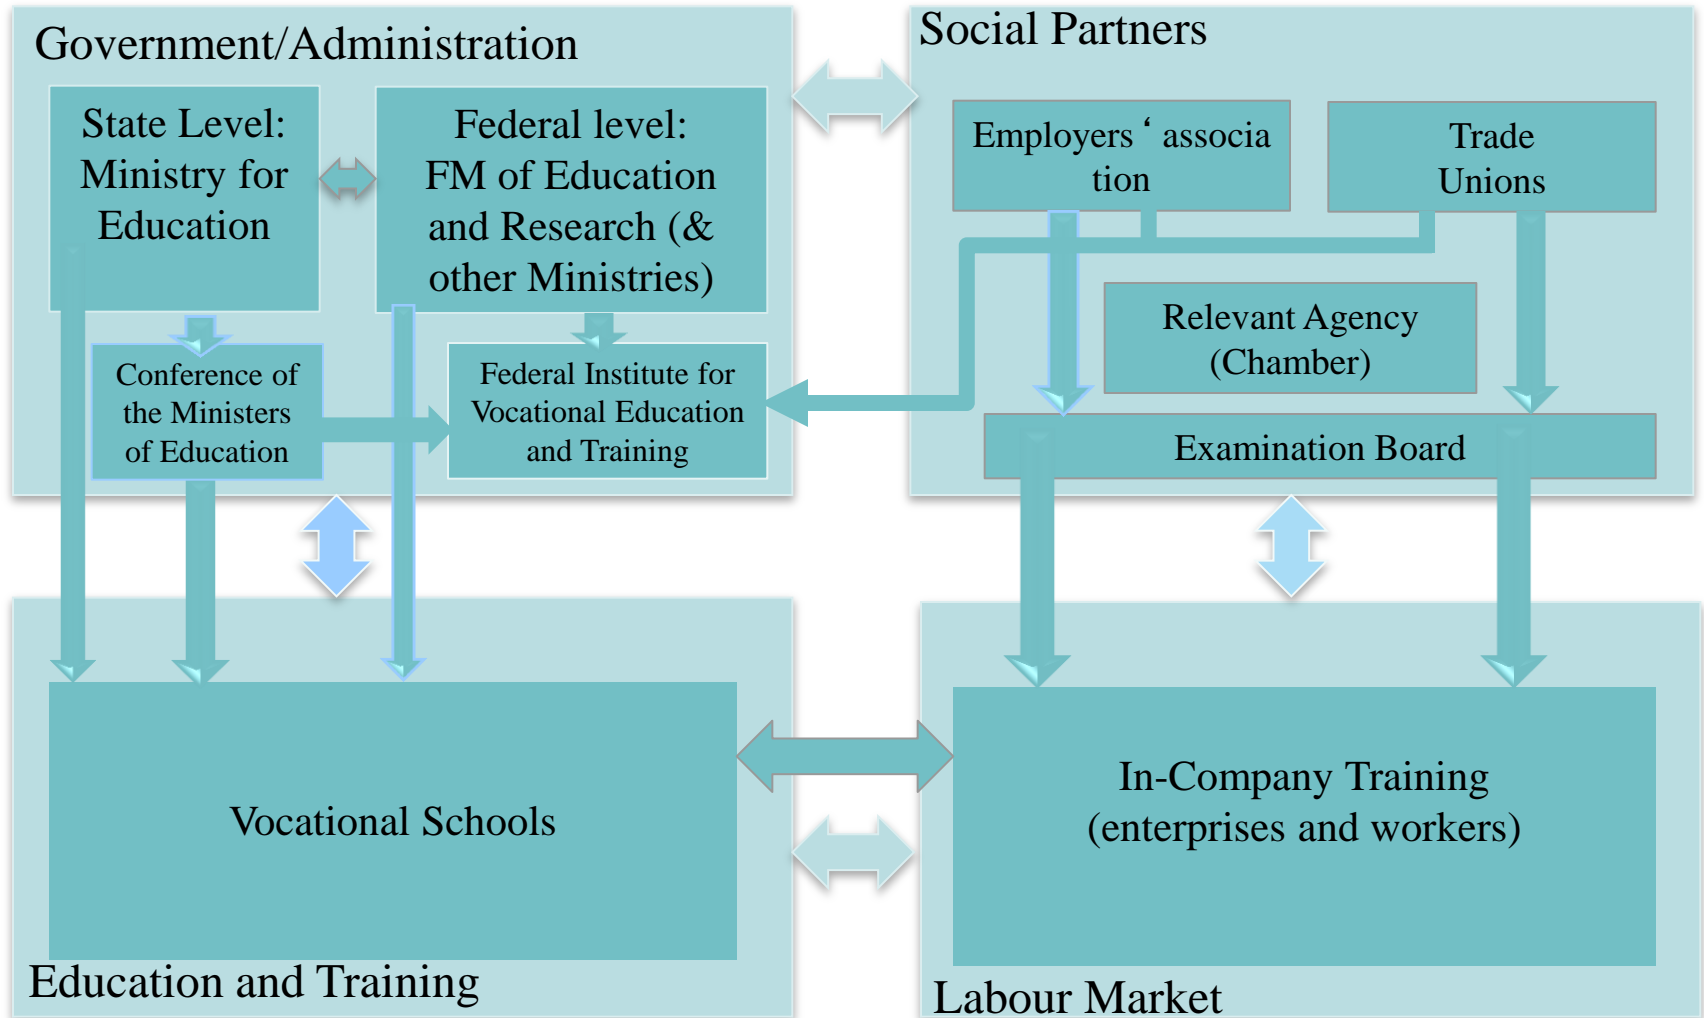 Government/Administration
State Level:
Ministry for
Education
Federal level:
FM of Education
and Research (&
other Ministries)
Conference of
the Ministers
of Education
Federal Institute for
Vocational Education
and Training
Social Partners
Employers ‘ associa
tion
Trade
Unions
Relevant Agency
(Chamber)
Examination Board
Vocational Schools
Education and Training
In-Company Training
(enterprises and workers)
Labour Market